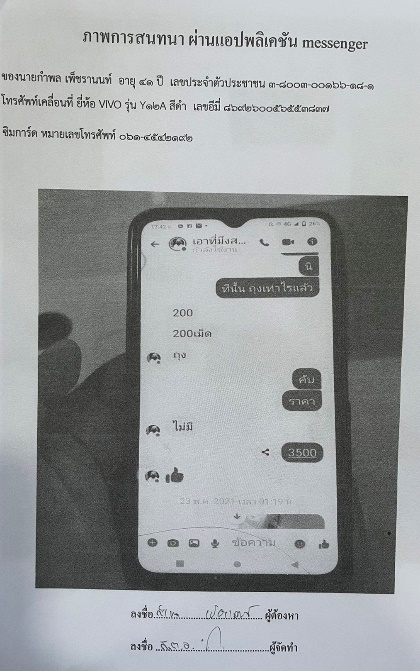 ภาพการสนทนา ผ่านแอปพลิเคชัน messenger
ของนายกำพล เพ็ชรานนท์ อายุ ๔๑ ปี เลขประจำตัวประชาชน ๓-๘๐๐๓-๐๐๑๖๖-๑๘-๑
โทรศัพท์เคลื่อนที่ ยี่ห้อ VIVO รุ่น Y๑๒A สีดำ เลขอีมี่ ๘๖๙๒๖๐๐๕๖๕๕๓๘๓๗
ซิมการ์ด หมายเลขโทรศัพท์ ๐๖๑-๔๕๔๒๑๙๒
เอาที่มึงส...
นิ
ทีนั้น ถุงเท่าไรแล้ว
200
200เม็ด
ถุง
คับ
ราคา
ไม่มี
3500
23 พ.ค. 2021 เวลา 01:19 น.
ข้อความ
ลงชื่อ ผู้ต้องหา
ลงชื่อ ผู้จัดทำ